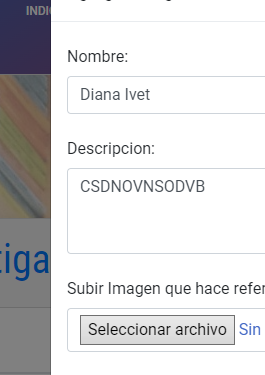 Nombre:
Diana Ivet
Descripcion:
CSDNOVNSODVB
Subir Imagen que hace refer
Seleccionar archivo Sin
tiga
INDI